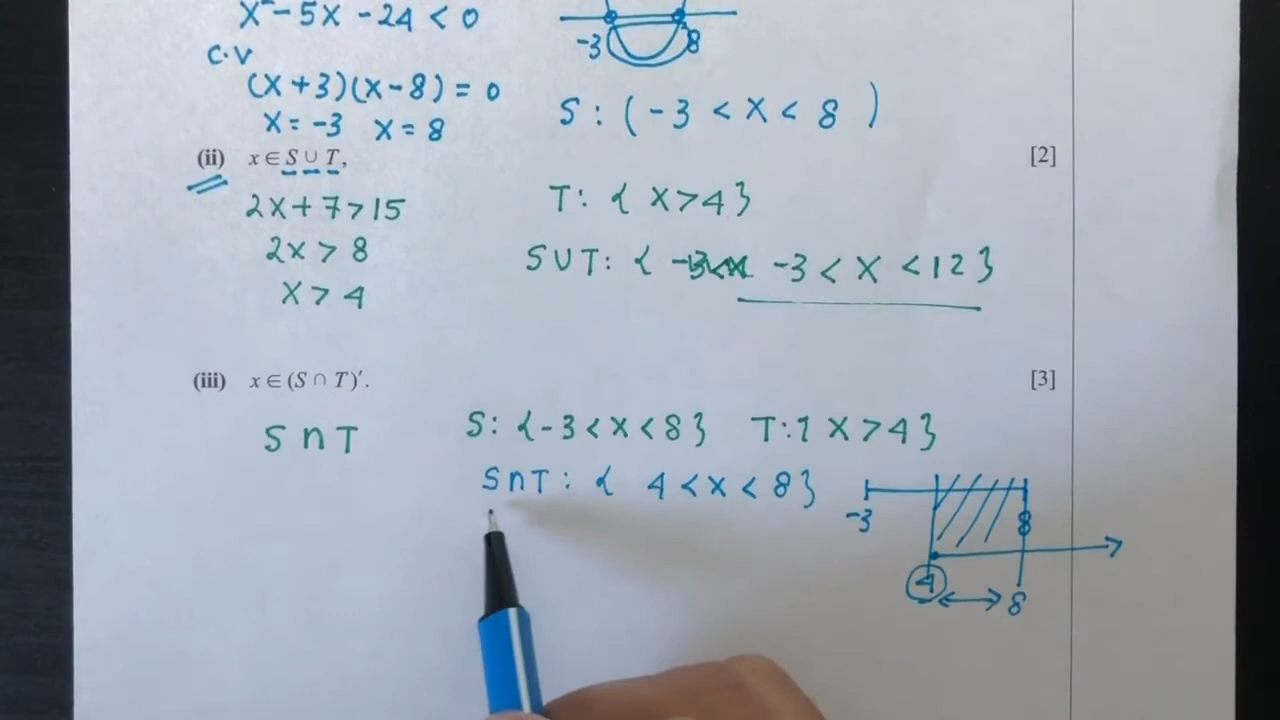 x² - 5x - 24 < 0
C.V
(x + 3)(x - 8) = 0
x = -3 x = 8
-3 8
S : ( -3 < x < 8 )
(ii) x ∈ S ∪ T, [2]
2x + 7 > 15
2x > 8
x > 4
T : { x > 4 }
S∪T : { -3 < x -3 < x < 12 }
(iii) x ∈ (S ∩ T)′. [3]
S ∩ T
S : { -3 < x < 8 } T : { x > 4 }
S∩T : { 4 < x < 8 }
-3 8
4 8